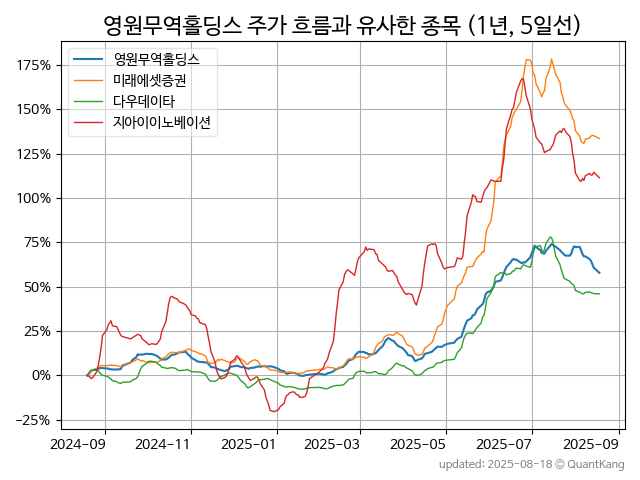 영원무역홀딩스 주가 흐름과 유사한 종목 (1년, 5일선)
영원무역홀딩스
미래에셋증권
다우데이타
지아이이노베이션
175%
150%
125%
100%
75%
50%
25%
0%
−25%
2024-09 2024-11 2025-01 2025-03 2025-05 2025-07 2025-09
updated: 2025-08-18 © QuantKang